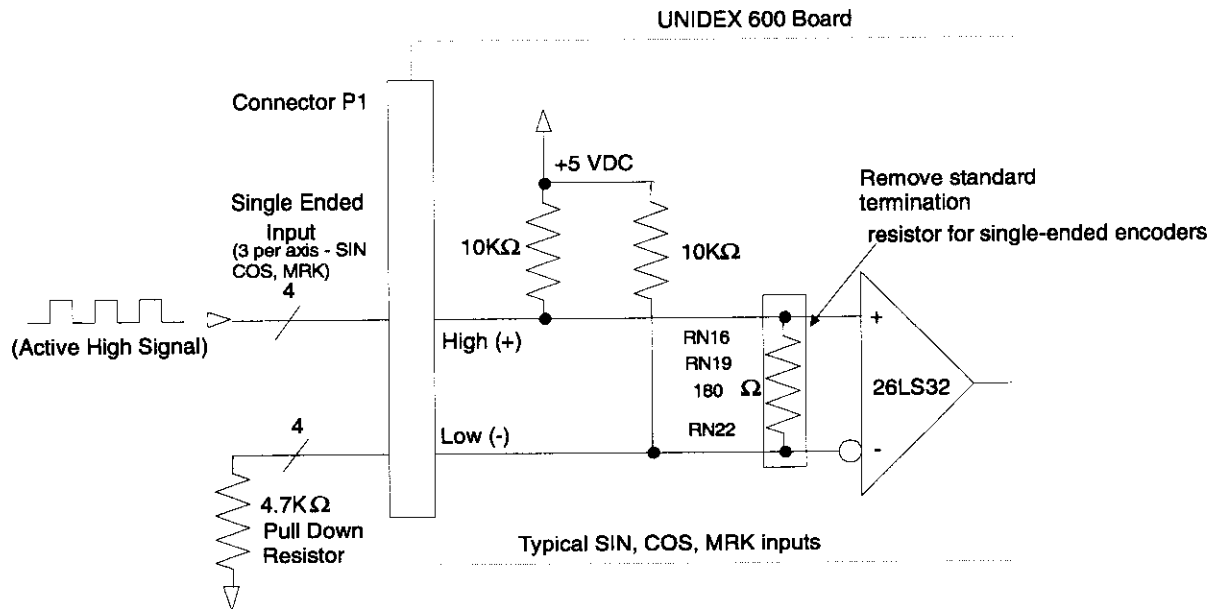 UNIDEX 600 Board
Connector P1
+5 VDC
Remove standard
termination
resistor for single-ended encoders
Single Ended
Input
(3 per axis - SIN
COS, MRK)
10KΩ
10KΩ
4
(Active High Signal)
High (+)
RN16
RN19
180 Ω
RN22
+
26LS32
-
4
Low (-)
4.7KΩ
Pull Down
Resistor
Typical SIN, COS, MRK inputs